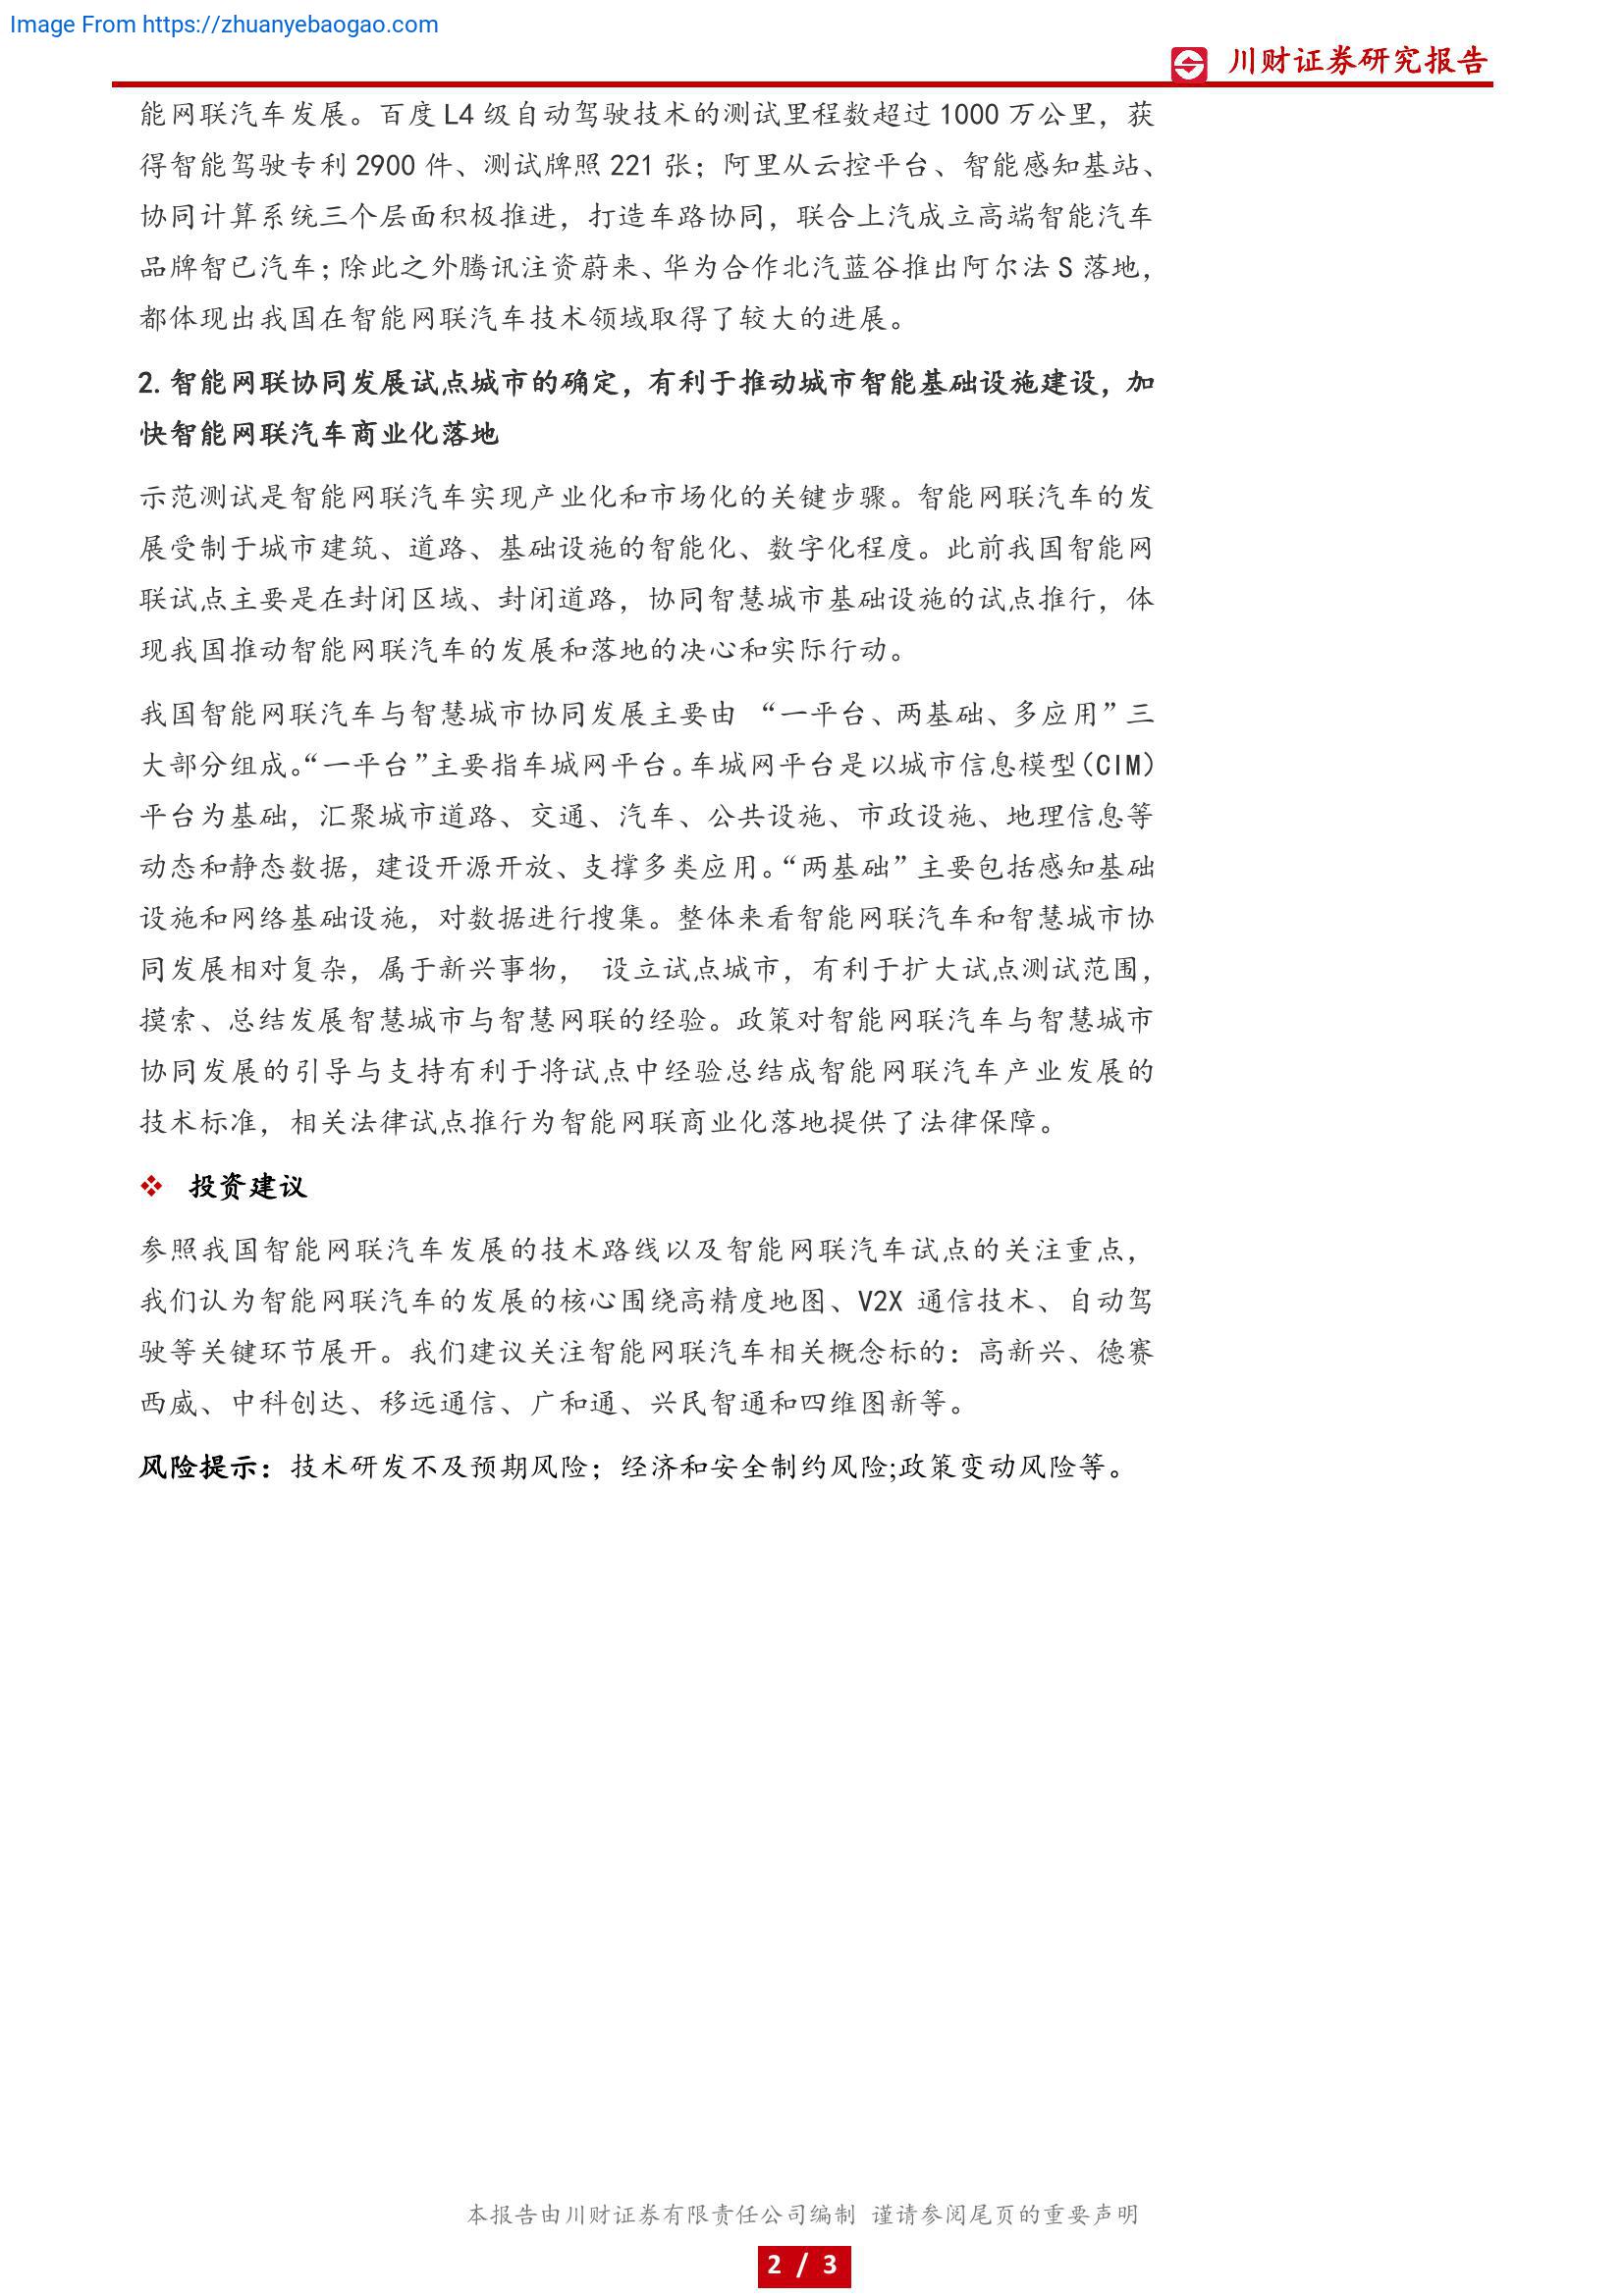 Image From https://zhuanyebaogao.com
川财证券研究报告
能网联汽车发展。百度 L4 级自动驾驶技术的测试里程数超过 1000 万公里，获
得智能驾驶专利 2900 件、测试牌照 221 张；阿里从云控平台、智能感知基站、
协同计算系统三个层面积极推进，打造车路协同，联合上汽成立高端智能汽车
品牌智已汽车；除此之外腾讯注资蔚来、华为合作北汽蓝谷推出阿尔法 S 落地，
都体现出我国在智能网联汽车技术领域取得了较大的进展。
2. 智能网联协同发展试点城市的确定，有利于推动城市智能基础设施建设，加
快智能网联汽车商业化落地
示范测试是智能网联汽车实现产业化和市场化的关键步骤。智能网联汽车的发
展受制于城市建筑、道路、基础设施的智能化、数字化程度。此前我国智能网
联试点主要是在封闭区域、封闭道路，协同智慧城市基础设施的试点推行，体
现我国推动智能网联汽车的发展和落地的决心和实际行动。
我国智能网联汽车与智慧城市协同发展主要由 “一平台、两基础、多应用”三
大部分组成。“一平台”主要指车城网平台。车城网平台是以城市信息模型（CIM）
平台为基础，汇聚城市道路、交通、汽车、公共设施、市政设施、地理信息等
动态和静态数据，建设开源开放、支撑多类应用。“两基础”主要包括感知基础
设施和网络基础设施，对数据进行搜集。整体来看智能网联汽车和智慧城市协
同发展相对复杂，属于新兴事物， 设立试点城市，有利于扩大试点测试范围，
摸索、总结发展智慧城市与智慧网联的经验。政策对智能网联汽车与智慧城市
协同发展的引导与支持有利于将试点中经验总结成智能网联汽车产业发展的
技术标准，相关法律试点推行为智能网联商业化落地提供了法律保障。
❖ 投资建议
参照我国智能网联汽车发展的技术路线以及智能网联汽车试点的关注重点，
我们认为智能网联汽车的发展的核心围绕高精度地图、V2X 通信技术、自动驾
驶等关键环节展开。我们建议关注智能网联汽车相关概念标的：高新兴、德赛
西威、中科创达、移远通信、广和通、兴民智通和四维图新等。
风险提示：技术研发不及预期风险；经济和安全制约风险;政策变动风险等。
本报告由川财证券有限责任公司编制 谨请参阅尾页的重要声明
2 / 3